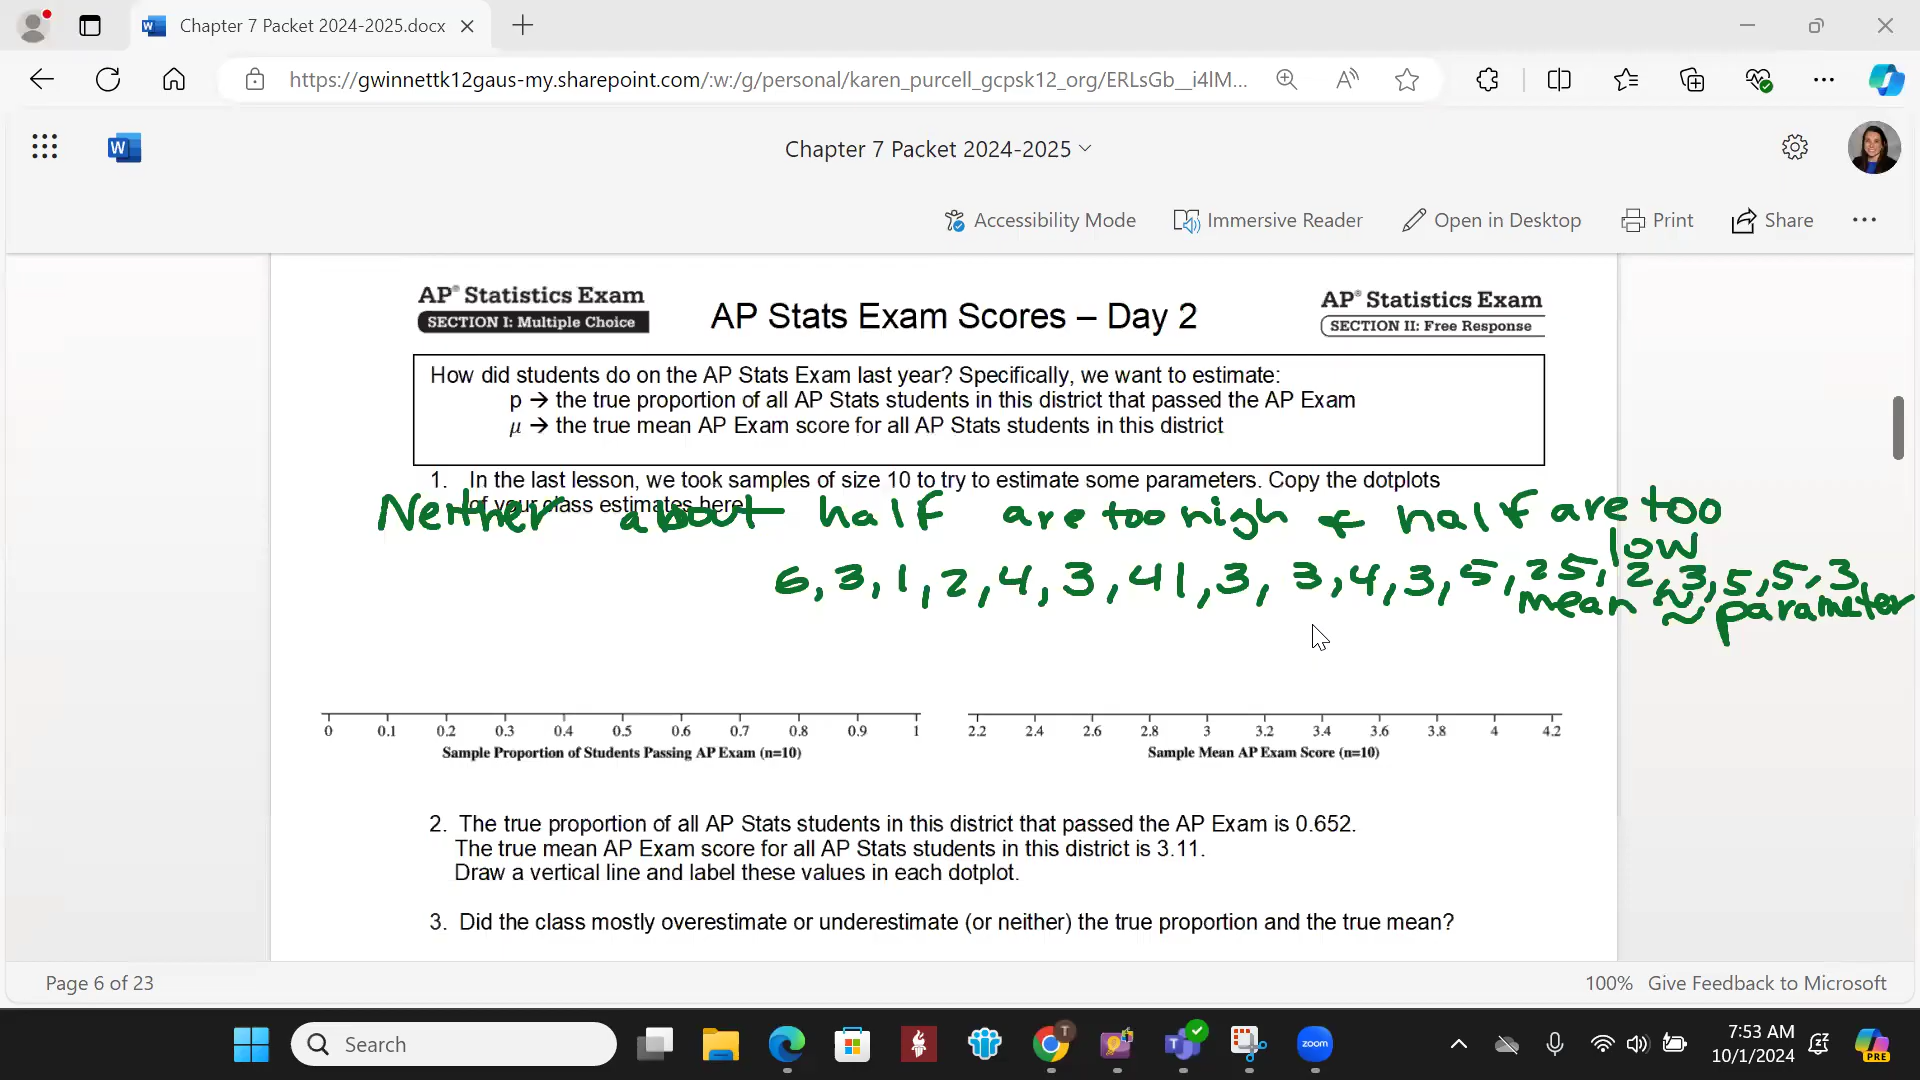 Chapter 7 Packet 2024-2025.docx
https://gwinnettk12gaus-my.sharepoint.com/:w:/g/personal/karen_purcell_gcpsk12_org/ERLsGb__i4lM...
W
Chapter 7 Packet 2024-2025
Accessibility Mode
Immersive Reader
Open in Desktop
Print
Share
AP® Statistics Exam
SECTION I: Multiple Choice
AP Stats Exam Scores – Day 2
AP® Statistics Exam
SECTION II: Free Response
How did students do on the AP Stats Exam last year? Specifically, we want to estimate:
p → the true proportion of all AP Stats students in this district that passed the AP Exam
μ → the true mean AP Exam score for all AP Stats students in this district
1. In the last lesson, we took samples of size 10 to try to estimate some parameters. Copy the dotplots
of your class estimates here
Neither about half are too high & half are too
low
6, 3, 1, 2, 4, 3, 41, 3, 3, 4, 3, 5, 25, 2, 3, 5, 5, 3,
mean ≈ parameter
0 0.1 0.2 0.3 0.4 0.5 0.6 0.7 0.8 0.9 1
Sample Proportion of Students Passing AP Exam (n=10)
2.2 2.4 2.6 2.8 3 3.2 3.4 3.6 3.8 4 4.2
Sample Mean AP Exam Score (n=10)
2. The true proportion of all AP Stats students in this district that passed the AP Exam is 0.652.
The true mean AP Exam score for all AP Stats students in this district is 3.11.
Draw a vertical line and label these values in each dotplot.
3. Did the class mostly overestimate or underestimate (or neither) the true proportion and the true mean?
Page 6 of 23
100% Give Feedback to Microsoft
Search
T
T
zoom
7:53 AM
10/1/2024
PRE